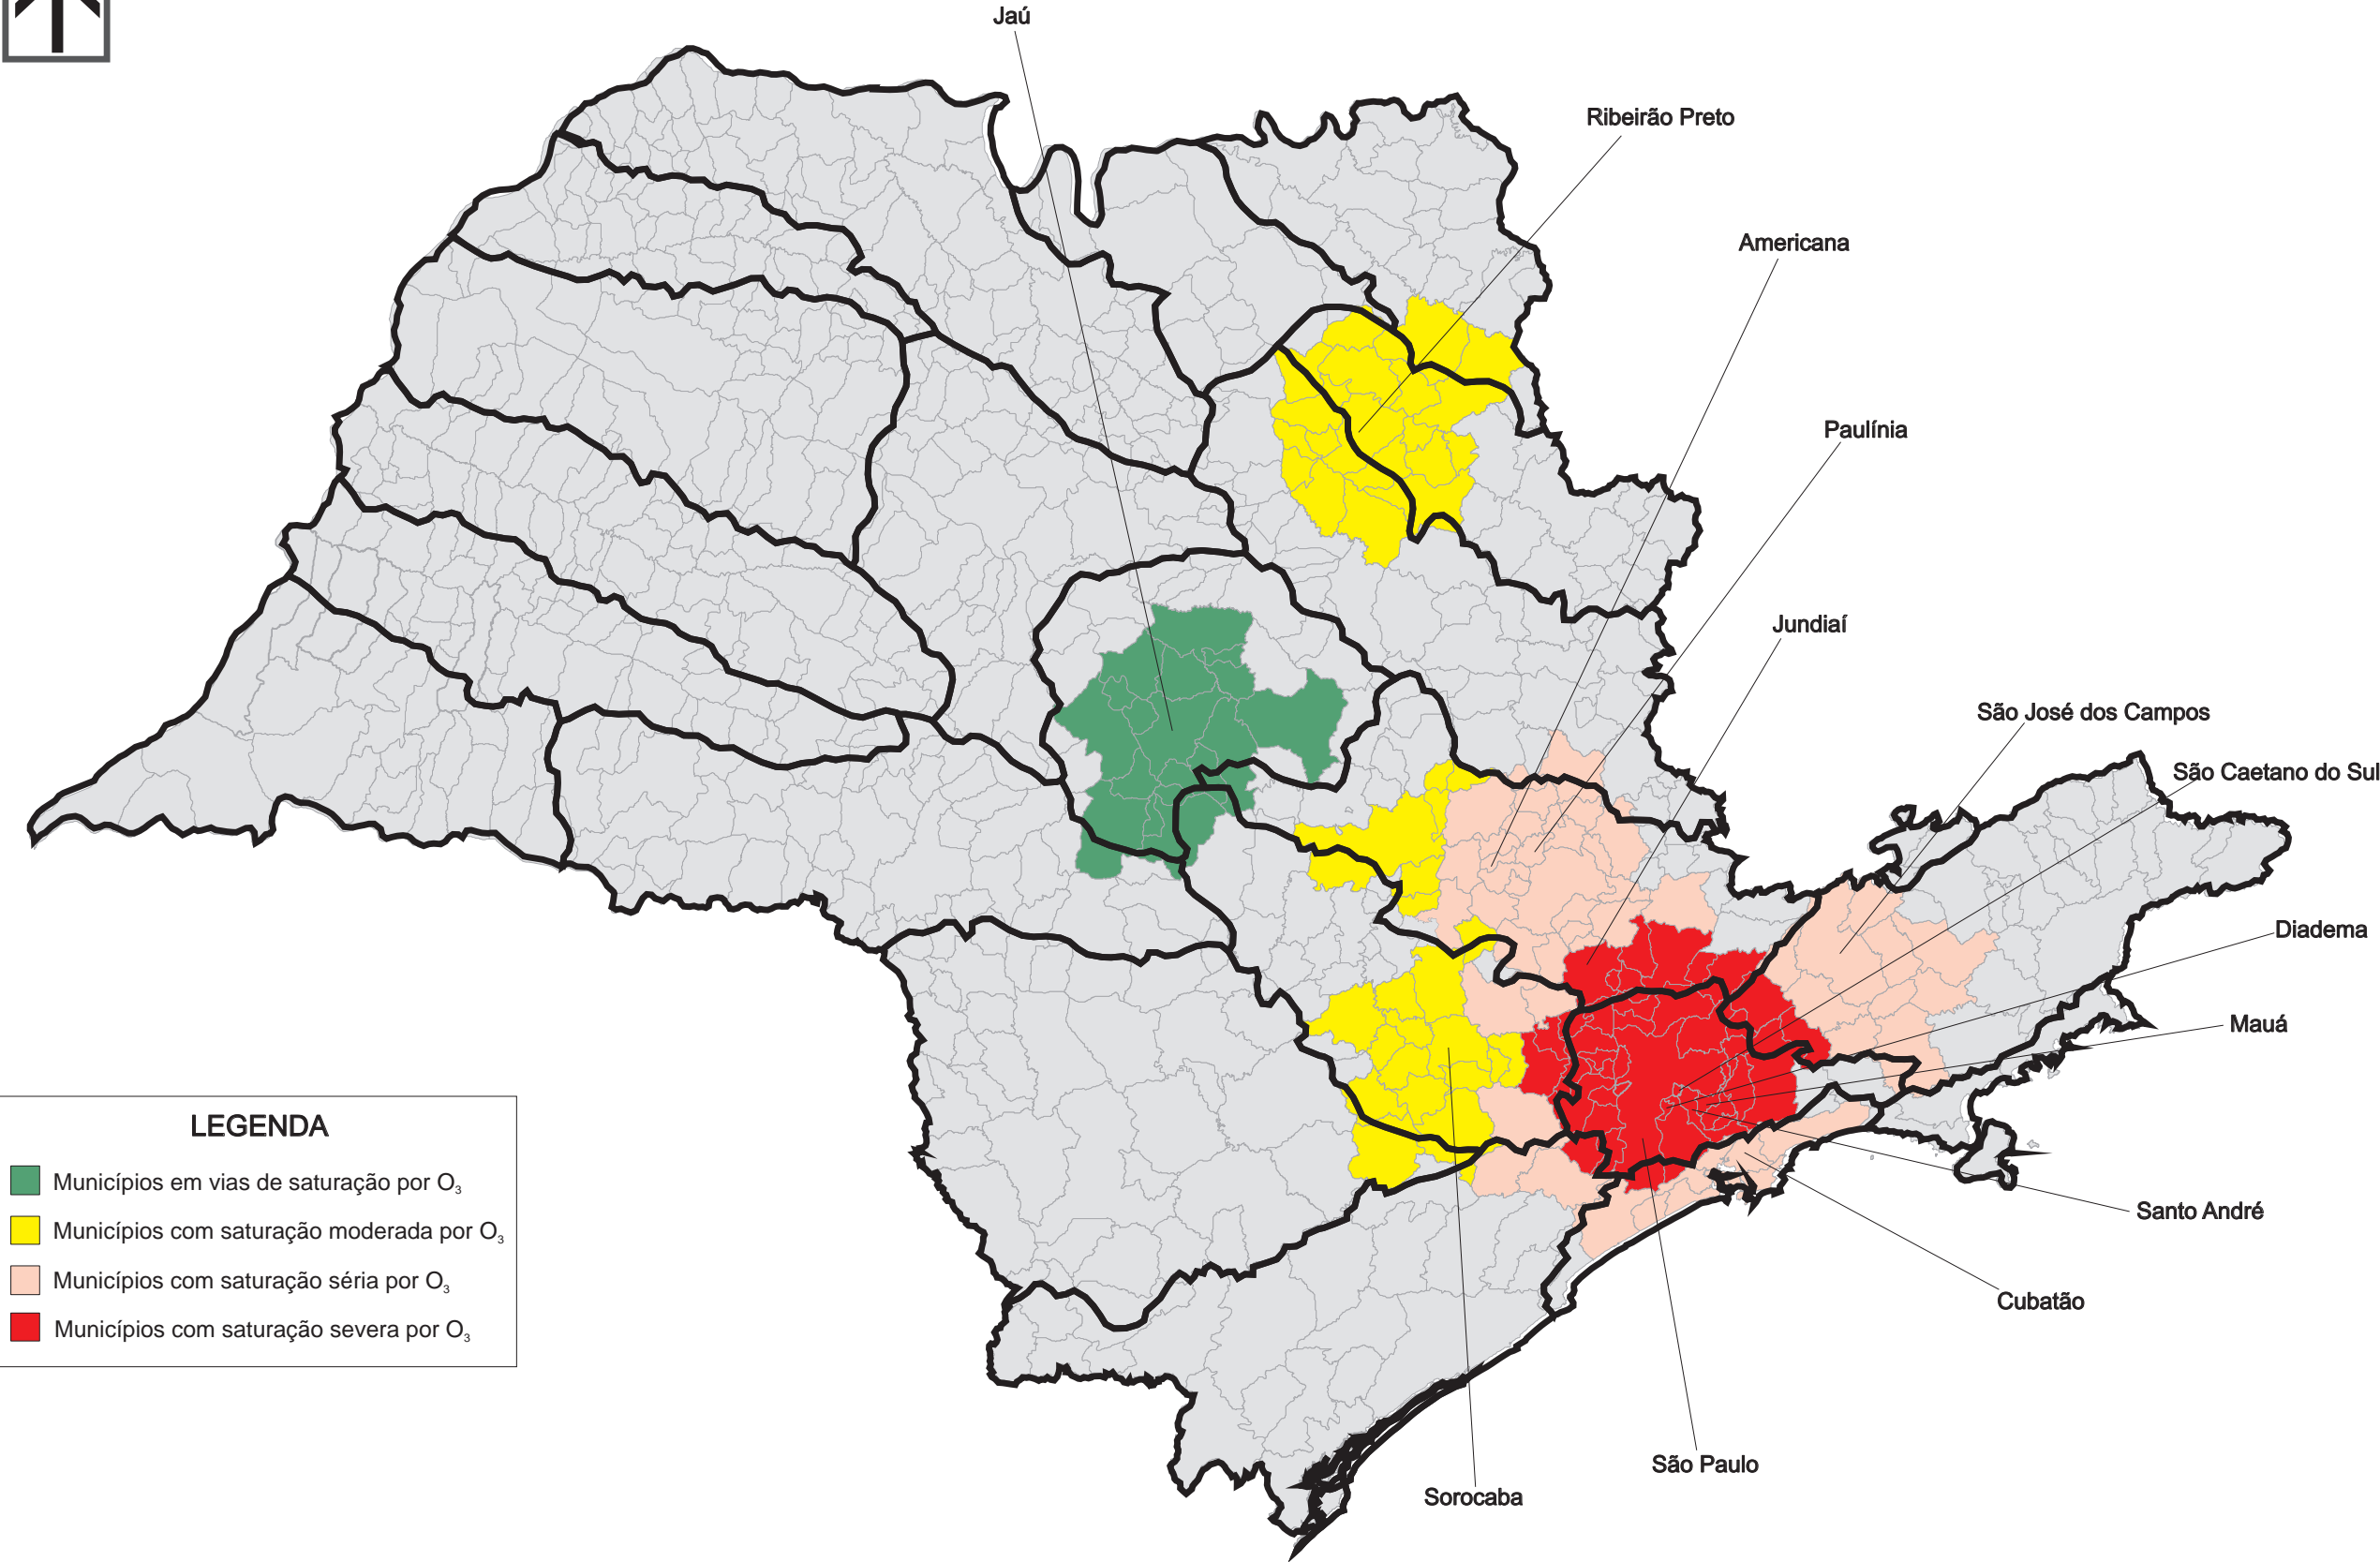 Jaú
Ribeirão Preto
Americana
Paulínia
Jundiaí
São José dos Campos
São Caetano do Sul
Diadema
Mauá
Santo André
Cubatão
São Paulo
Sorocaba
LEGENDA
Municípios em vias de saturação por O₃
Municípios com saturação moderada por O₃
Municípios com saturação séria por O₃
Municípios com saturação severa por O₃